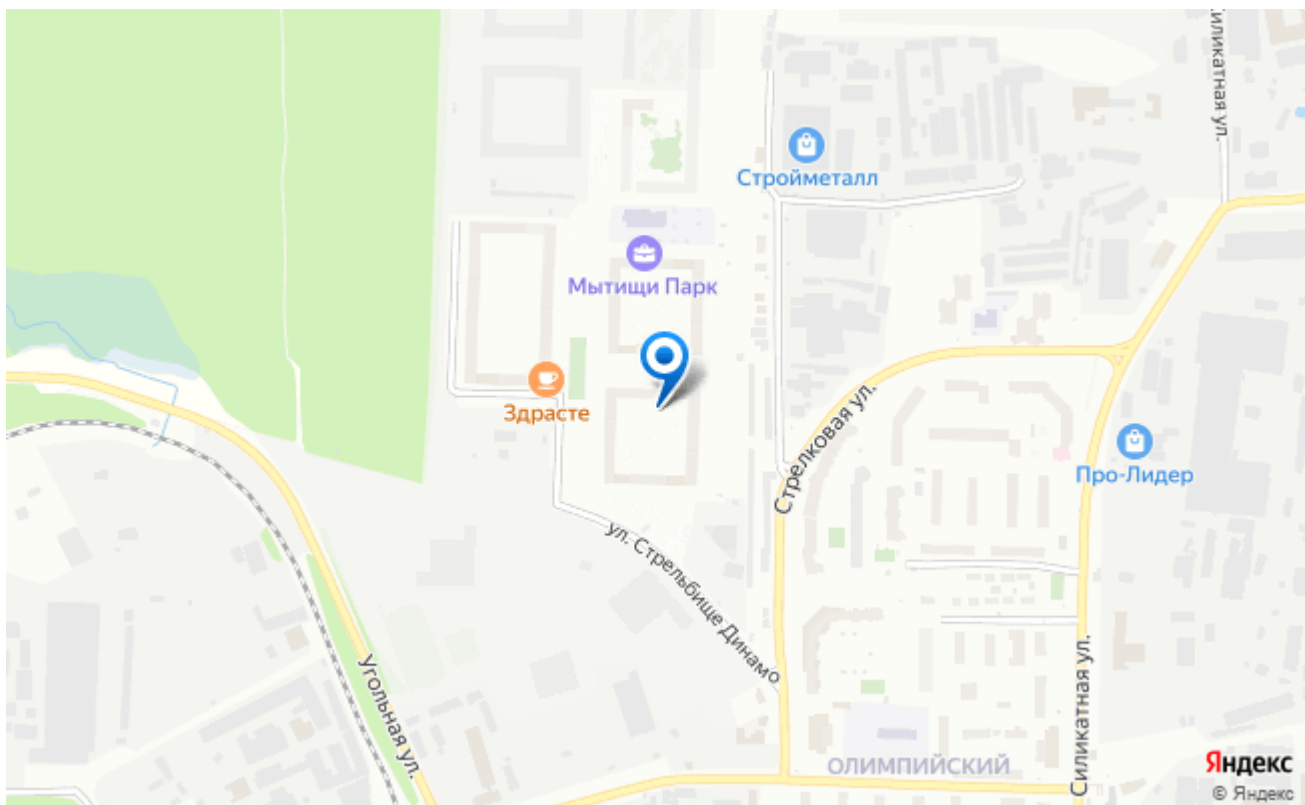 Силикатная ул.
Стройметалл
Мытищи Парк
Здрасте
Стрелковая ул.
Про-Лидер
ул. Стрельбище Динамо
Угольная ул.
Силикатная ул.
ОЛИМПИЙСКИЙ
Яндекс
© Яндекс